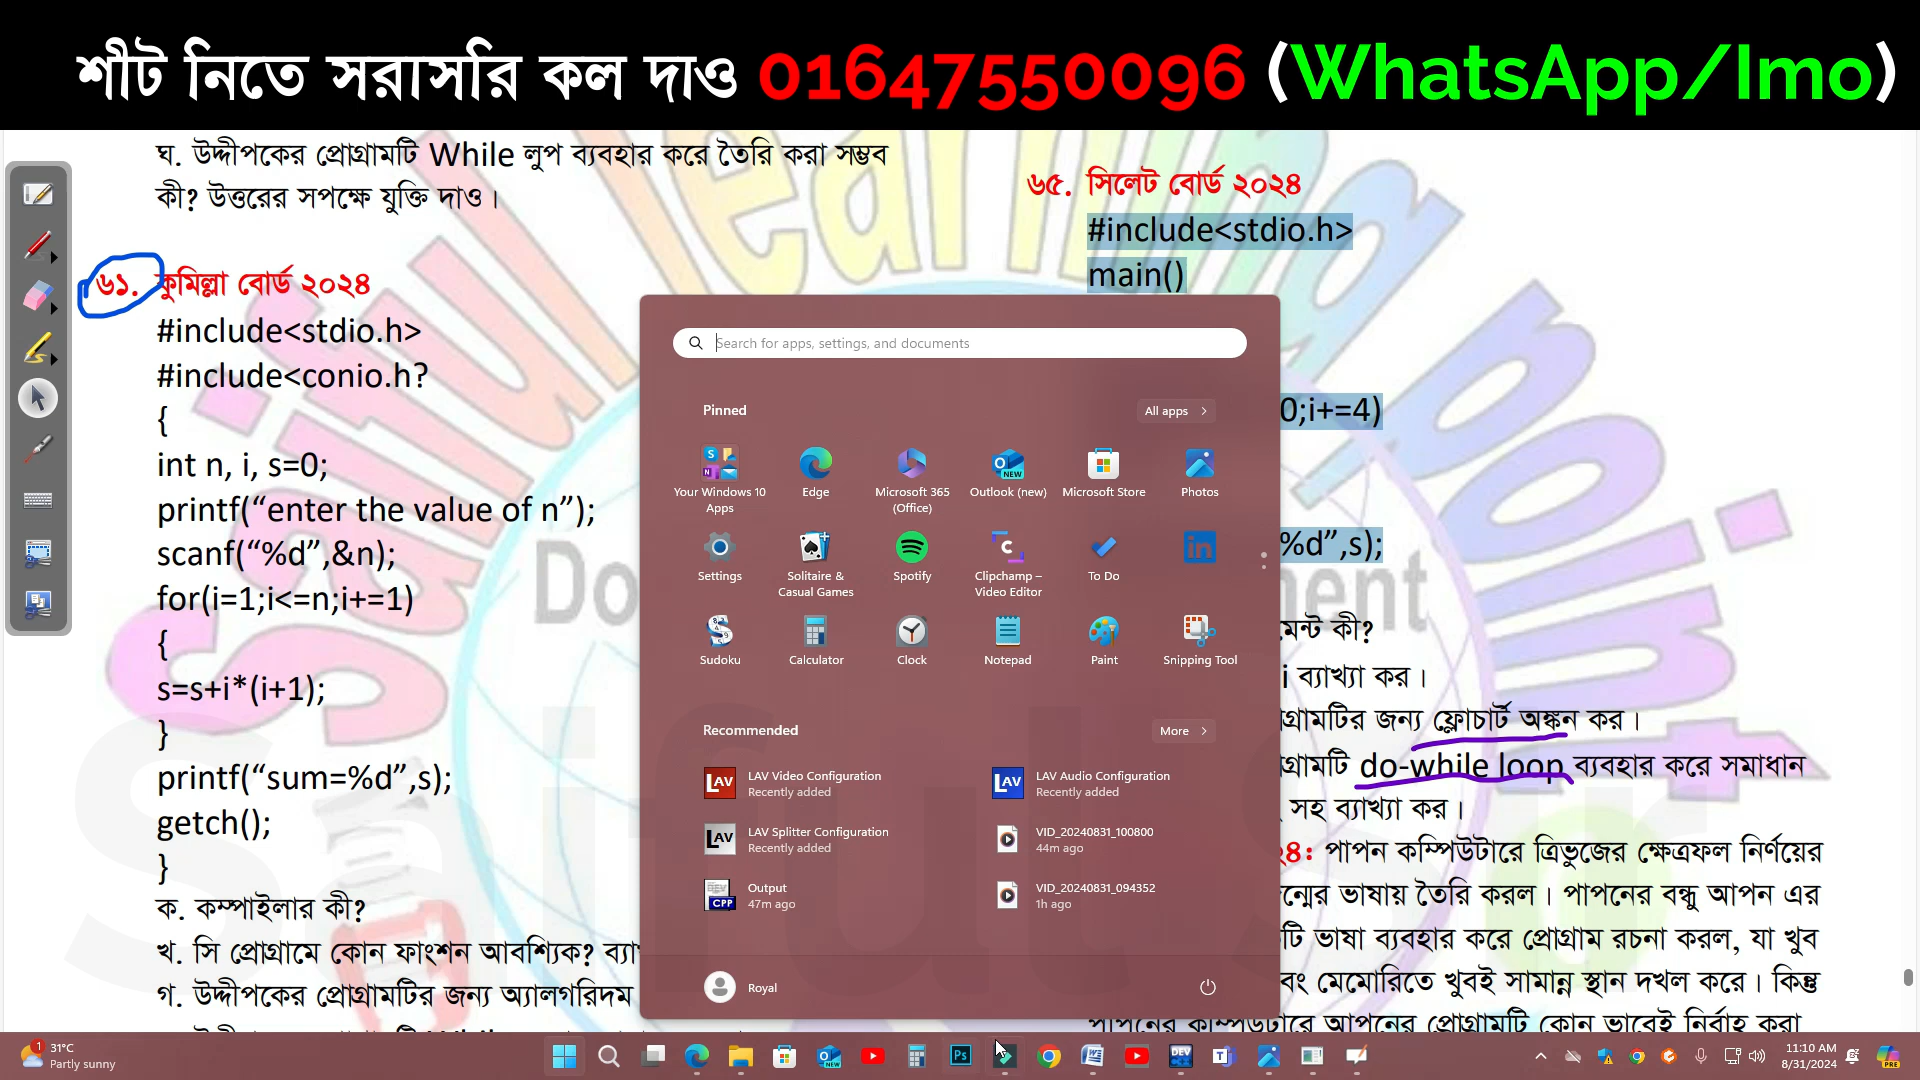 শীট নিতে সরাসরি কল দাও 01647550096 (WhatsApp/Imo)
ঘ. উদ্দীপকের প্রোগ্রামটি While লুপ ব্যবহার করে তৈরি করা সম্ভব
কী? উত্তরের সপক্ষে যুক্তি দাও।
৬১. কুমিল্লা বোর্ড ২০২৪
#include<stdio.h>
#include<conio.h?
{
int n, i, s=0;
printf(“enter the value of n”);
scanf(“%d”,&n);
for(i=1;i<=n;i+=1)
{
s=s+i*(i+1);
}
printf(“sum=%d”,s);
getch();
}
ক. কম্পাইলার কী?
খ. সি প্রোগ্রামে কোন ফাংশন আবশ্যিক?
গ. উদ্দীপকের প্রোগ্রামটির জন্য অ্যালগরিদম
৬৫. সিলেট বোর্ড ২০২৪
#include<stdio.h>
main()
0;i+=4)
%d”,s);
মেন্ট কী?
i ব্যাখ্যা কর।
গ্রামটির জন্য ফ্লোচার্ট অঙ্কন কর।
গ্রামটি do-while loop ব্যবহার করে সমাধান
সহ ব্যাখ্যা কর।
২৪: পাপন কম্পিউটারে ত্রিভুজের ক্ষেত্রফল নির্ণয়ের
জন্মের ভাষায় তৈরি করল। পাপনের বন্ধু আপন এর
টি ভাষা ব্যবহার করে প্রোগ্রাম রচনা করল, যা খুব
বং মেমোরিতে খুবই সামান্ন স্থান দখল করে। কিন্তু
পাপনের কম্পিউটারে আপনের প্রোগ্রামটি কোন ভাবেই নির্বাহ করা
Search for apps, settings, and documents
Pinned
All apps
Your Windows 10 Apps
Edge
Microsoft 365 (Office)
Outlook (new)
Microsoft Store
Photos
Settings
Solitaire & Casual Games
Spotify
Clipchamp – Video Editor
To Do
Sudoku
Calculator
Clock
Notepad
Paint
Snipping Tool
Recommended
More
LAV Video Configuration
Recently added
LAV Audio Configuration
Recently added
LAV Splitter Configuration
Recently added
VID_20240831_100800
44m ago
Output
47m ago
VID_20240831_094352
1h ago
Royal
31°C
Partly sunny
11:10 AM
8/31/2024